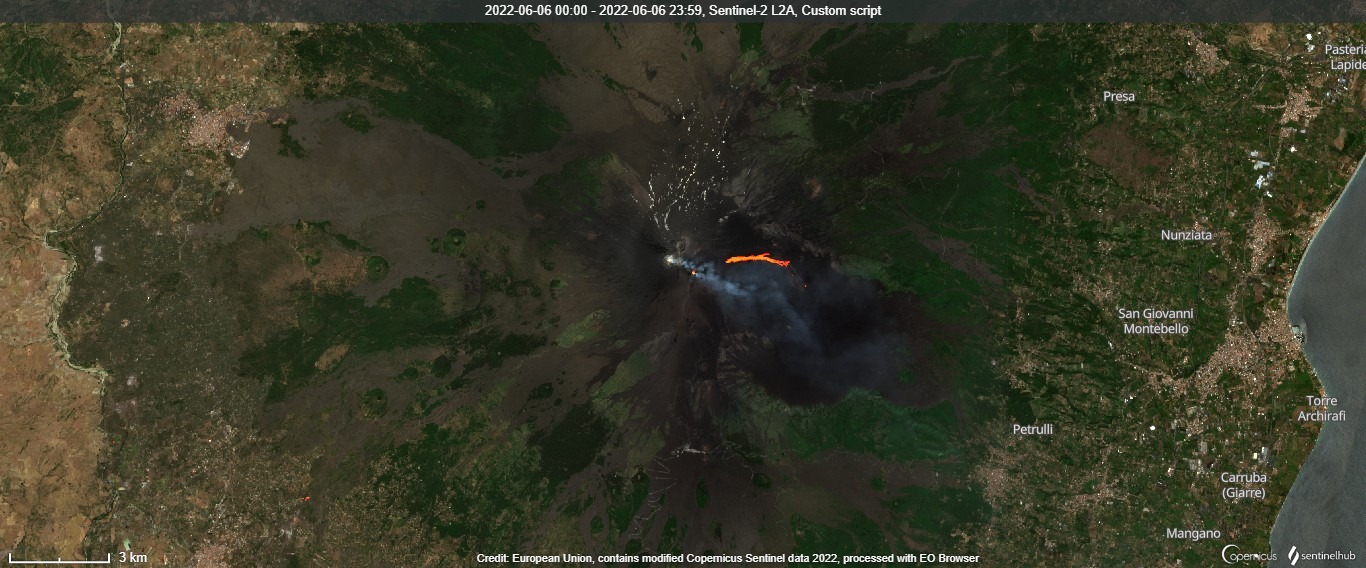 2022-06-06 00:00 - 2022-06-06 23:59, Sentinel-2 L2A, Custom script
Pasteria
Lapide
Presa
Nunziata
San Giovanni
Montebello
Torre
Archirafi
Petrulli
Carruba
(Giarre)
Mangano
3 km
Credit: European Union, contains modified Copernicus Sentinel data 2022, processed with EO Browser
Copernicus
sentinelhub